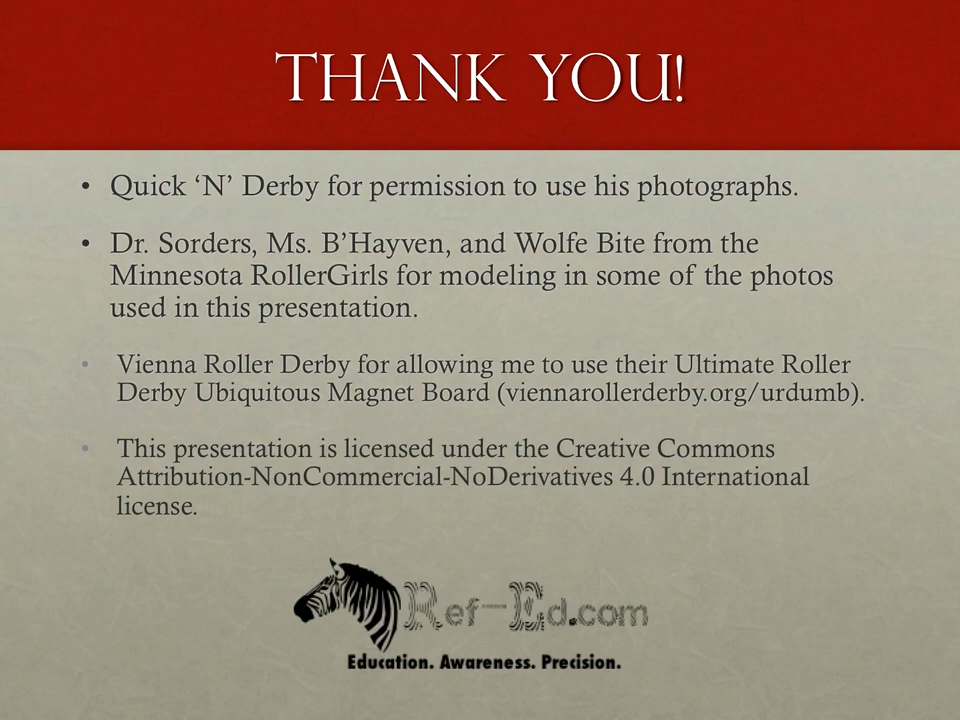 THANK YOU!
• Quick ‘N’ Derby for permission to use his photographs.
• Dr. Sorders, Ms. B’Hayven, and Wolfe Bite from the
Minnesota RollerGirls for modeling in some of the photos
used in this presentation.
• Vienna Roller Derby for allowing me to use their Ultimate Roller
Derby Ubiquitous Magnet Board (viennarollerderby.org/urdumb).
• This presentation is licensed under the Creative Commons
Attribution-NonCommercial-NoDerivatives 4.0 International
license.
Ref-Ed.com
Education. Awareness. Precision.